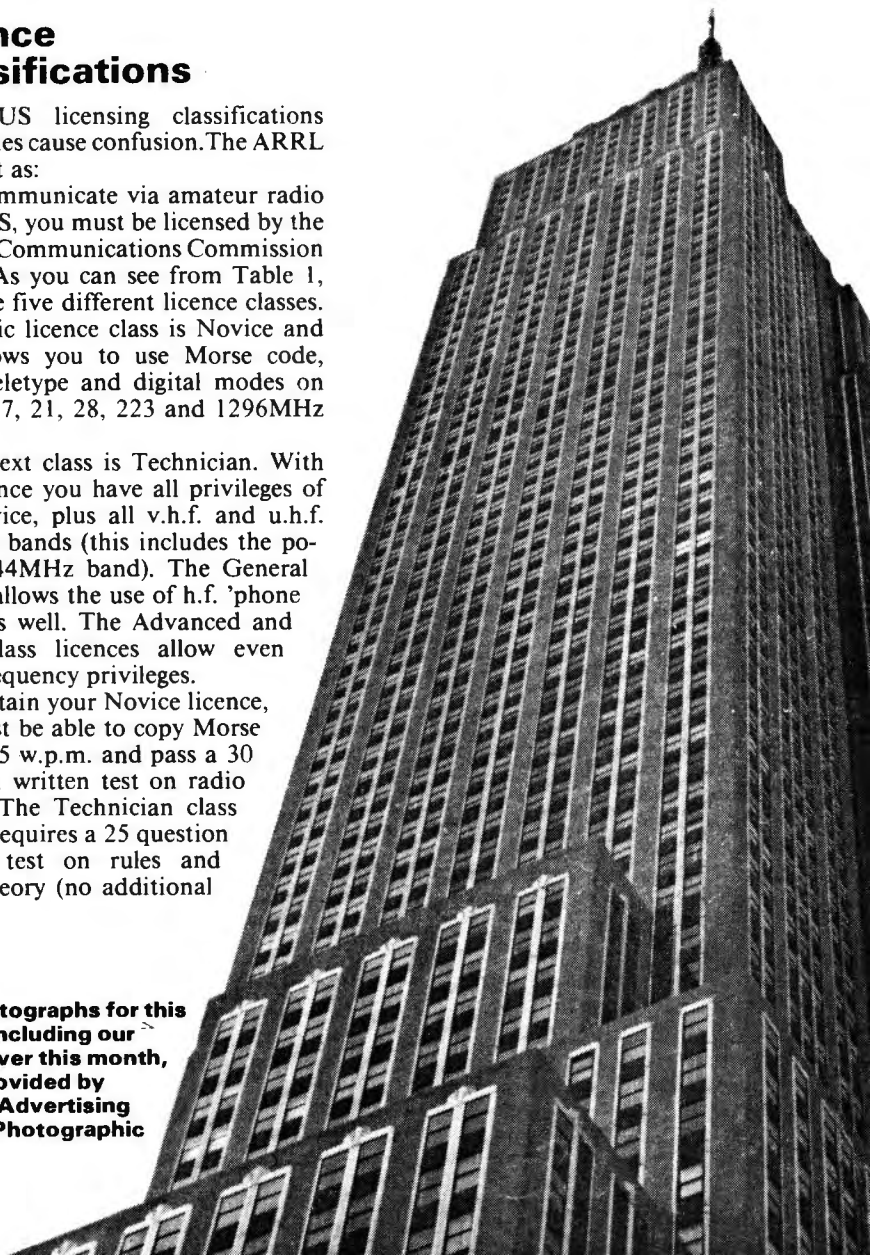 nce
sifications
US licensing classifications
es cause confusion.The ARRL
t as:
mmunicate via amateur radio
S, you must be licensed by the
Communications Commission
As you can see from Table 1,
e five different licence classes.
ic licence class is Novice and
ows you to use Morse code,
eletype and digital modes on
7, 21, 28, 223 and 1296MHz
ext class is Technician. With
nce you have all privileges of
vice, plus all v.h.f. and u.h.f.
bands (this includes the po-
44MHz band). The General
allows the use of h.f. 'phone
s well. The Advanced and
lass licences allow even
equency privileges.
tain your Novice licence,
st be able to copy Morse
5 w.p.m. and pass a 30
written test on radio
The Technician class
equires a 25 question
test on rules and
eory (no additional
tographs for this
ncluding our
ver this month,
ovided by
Advertising
Photographic